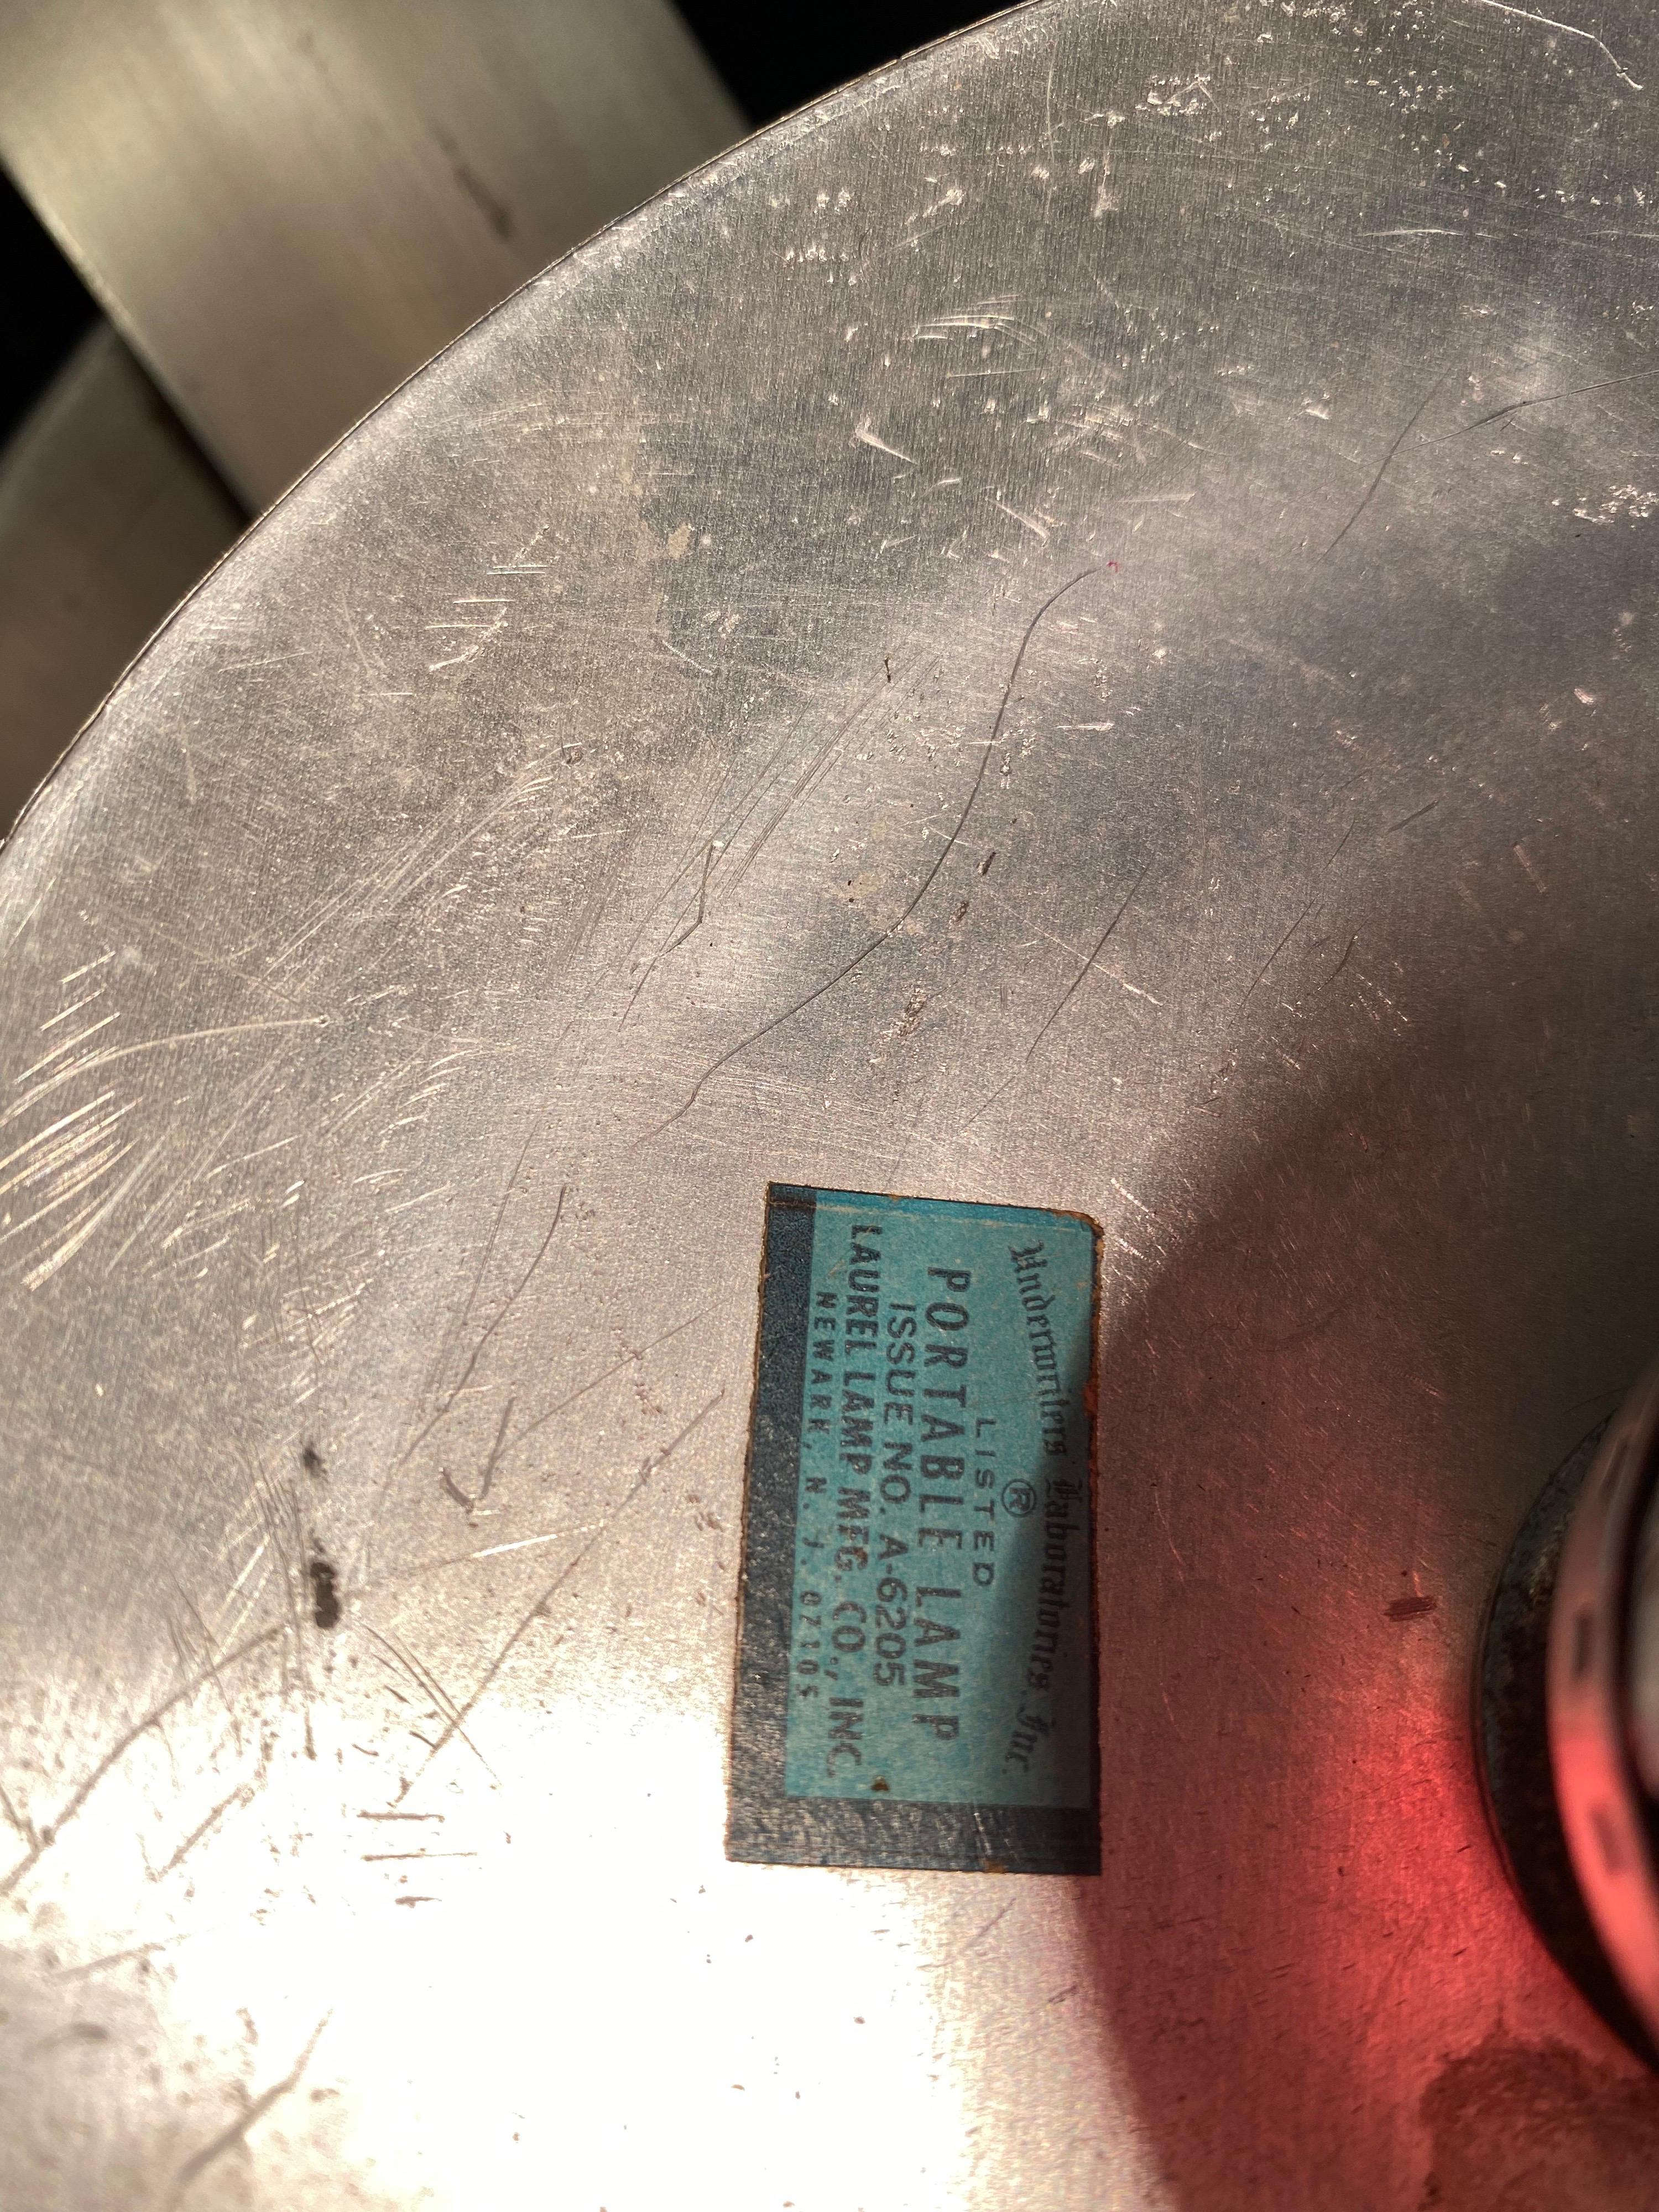 Underwriters Laboratories Inc.
®
LISTED
PORTABLE LAMP
ISSUE NO. A-6205
LAUREL LAMP MFG. CO., INC.
NEWARK, N. J. 07105